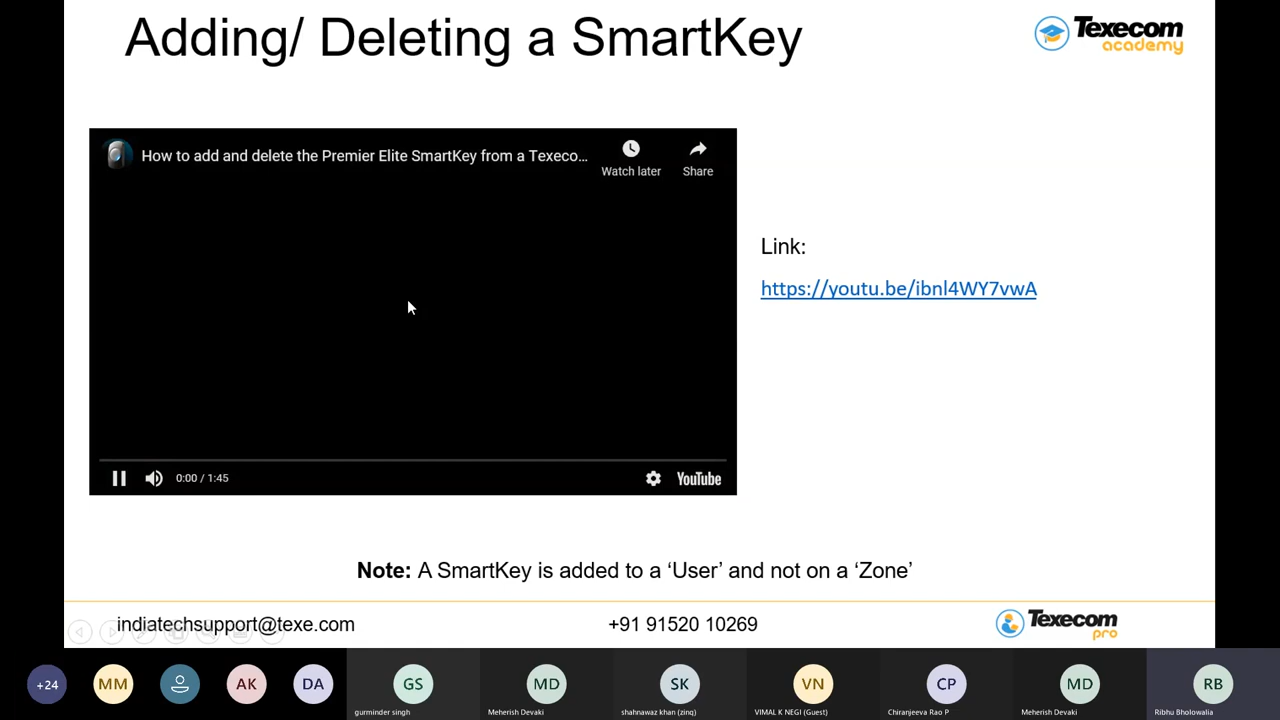 Adding/ Deleting a SmartKey
Texecom
academy
How to add and delete the Premier Elite SmartKey from a Texeco...
Watch later
Share
Link:
https://youtu.be/ibnl4WY7vwA
0:00 / 1:45
YouTube
Note: A SmartKey is added to a ‘User’ and not on a ‘Zone’
indiatechsupport@texe.com
+91 91520 10269
Texecom
pro
+24
MM
AK
DA
GS
gurminder singh
MD
Meherish Devaki
SK
shahnawaz khan (zinq)
VN
VIMAL K NEGI (Guest)
CP
Chiranjeeva Rao P
MD
Meherish Devaki
RB
Ribhu Bholowalia